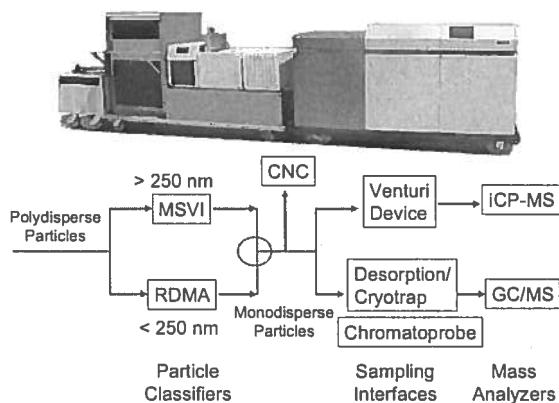 CNC
> 250 nm
MSVI
Venturi
Device
iCP-MS
Polydisperse
Particles
RDMA
< 250 nm
Monodisperse
Particles
Desorption/
Cryotrap
GC/MS
Chromatoprobe
Particle
Classifiers
Sampling
Interfaces
Mass
Analyzers